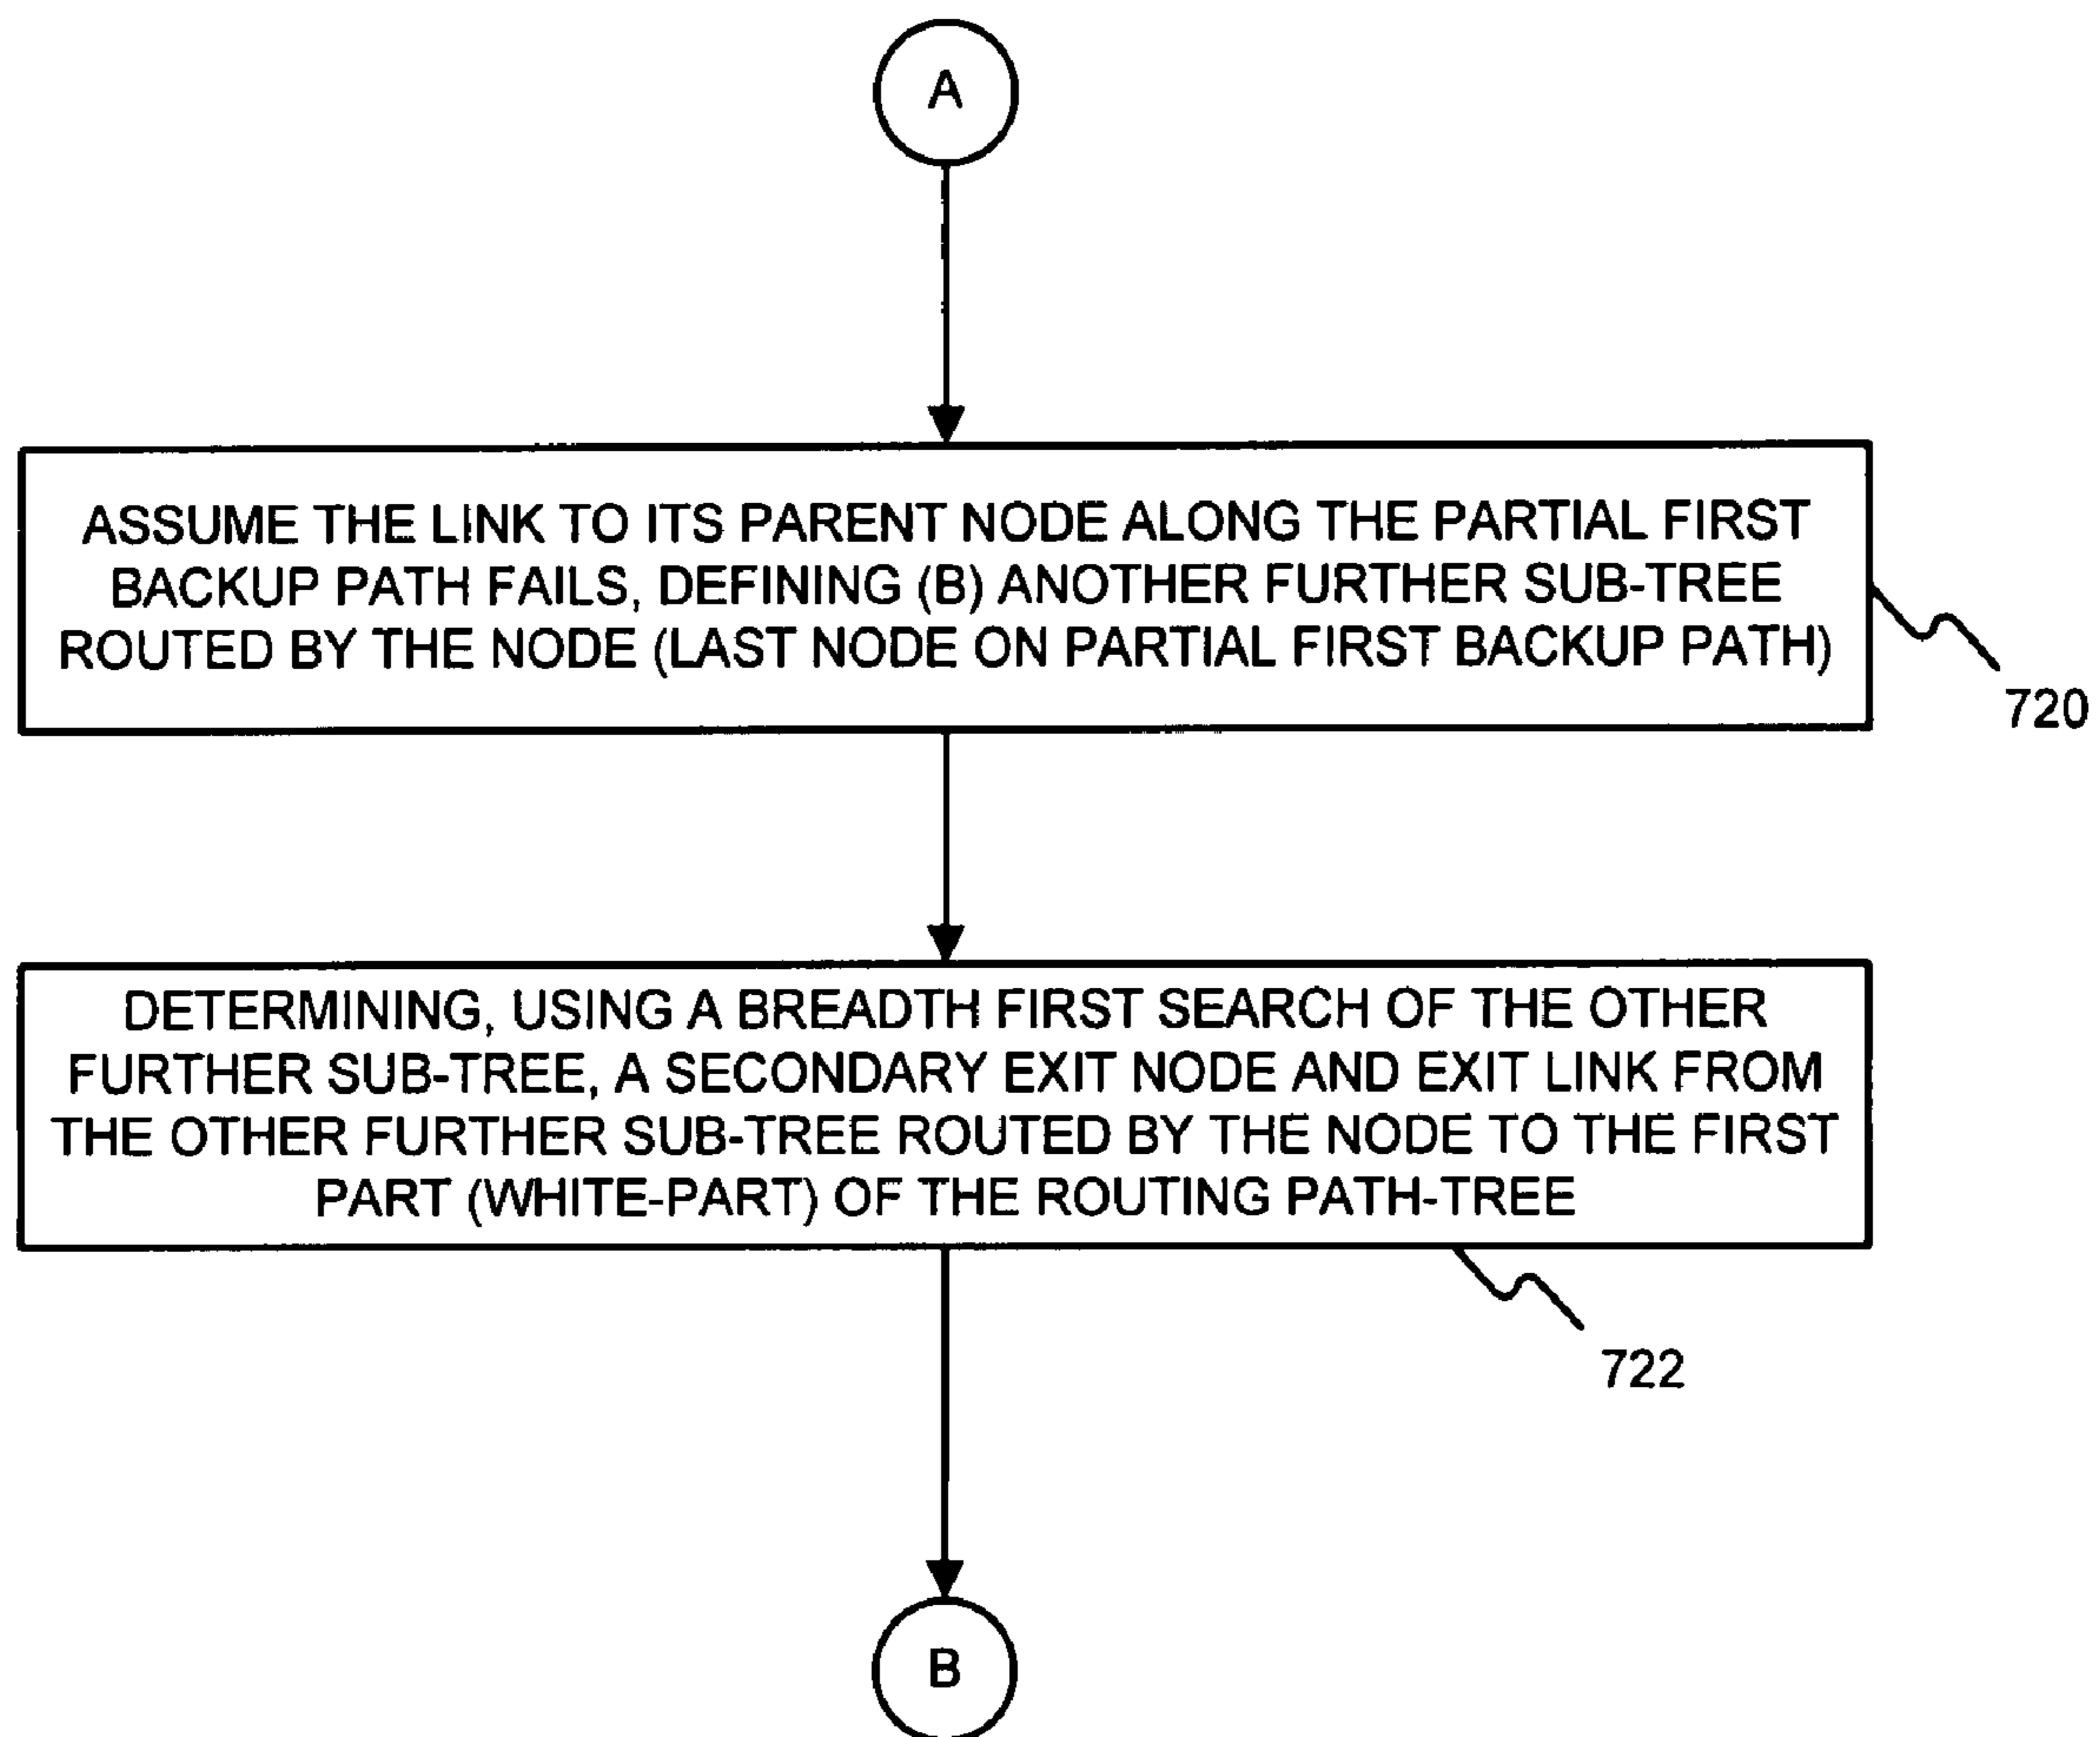 A
ASSUME THE LINK TO ITS PARENT NODE ALONG THE PARTIAL FIRST
BACKUP PATH FAILS, DEFINING (B) ANOTHER FURTHER SUB-TREE
ROUTED BY THE NODE (LAST NODE ON PARTIAL FIRST BACKUP PATH)
720
DETERMINING, USING A BREADTH FIRST SEARCH OF THE OTHER
FURTHER SUB-TREE, A SECONDARY EXIT NODE AND EXIT LINK FROM
THE OTHER FURTHER SUB-TREE ROUTED BY THE NODE TO THE FIRST
PART (WHITE-PART) OF THE ROUTING PATH-TREE
722
B